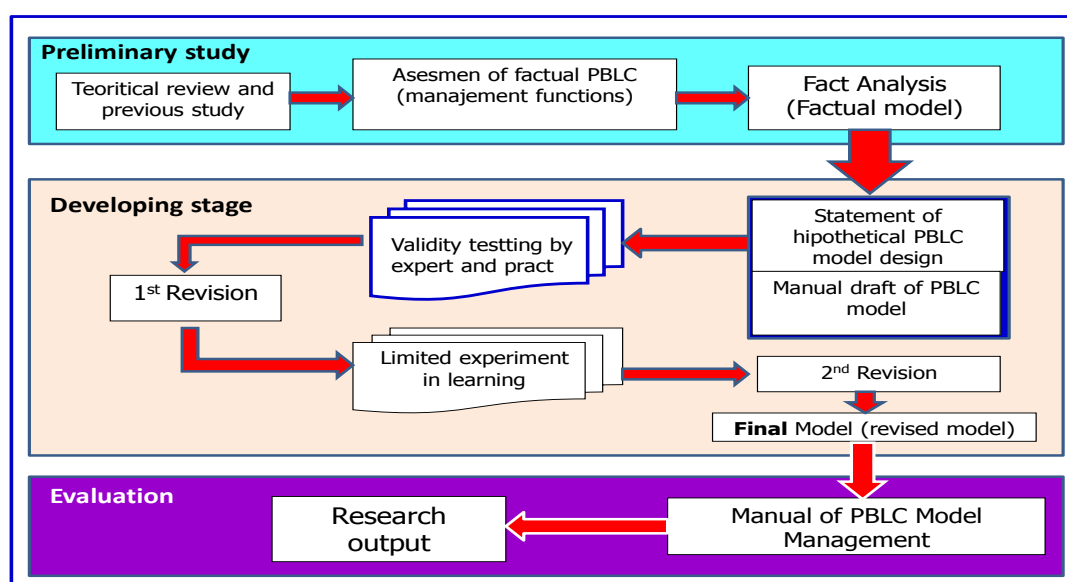 Preliminary study
Teoritical review and
previous study
Asesmen of factual PBLC
(manajement functions)
Fact Analysis
(Factual model)
Developing stage
Statement of
hipothetical PBLC
model design
Manual draft of PBLC
model
Validity testting by
expert and pract
1st Revision
Limited experiment
in learning
2nd Revision
Final Model (revised model)
Evaluation
Manual of PBLC Model
Management
Research
output